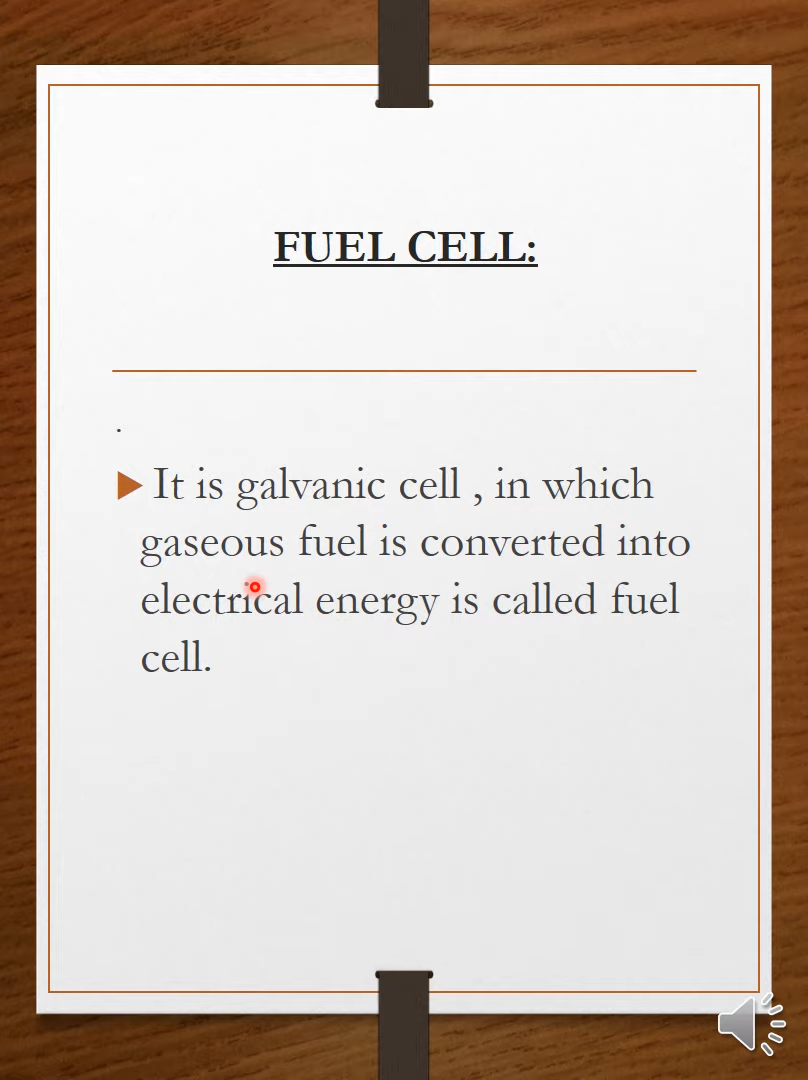 FUEL CELL:
.
It is galvanic cell , in which
gaseous fuel is converted into
electrical energy is called fuel
cell.